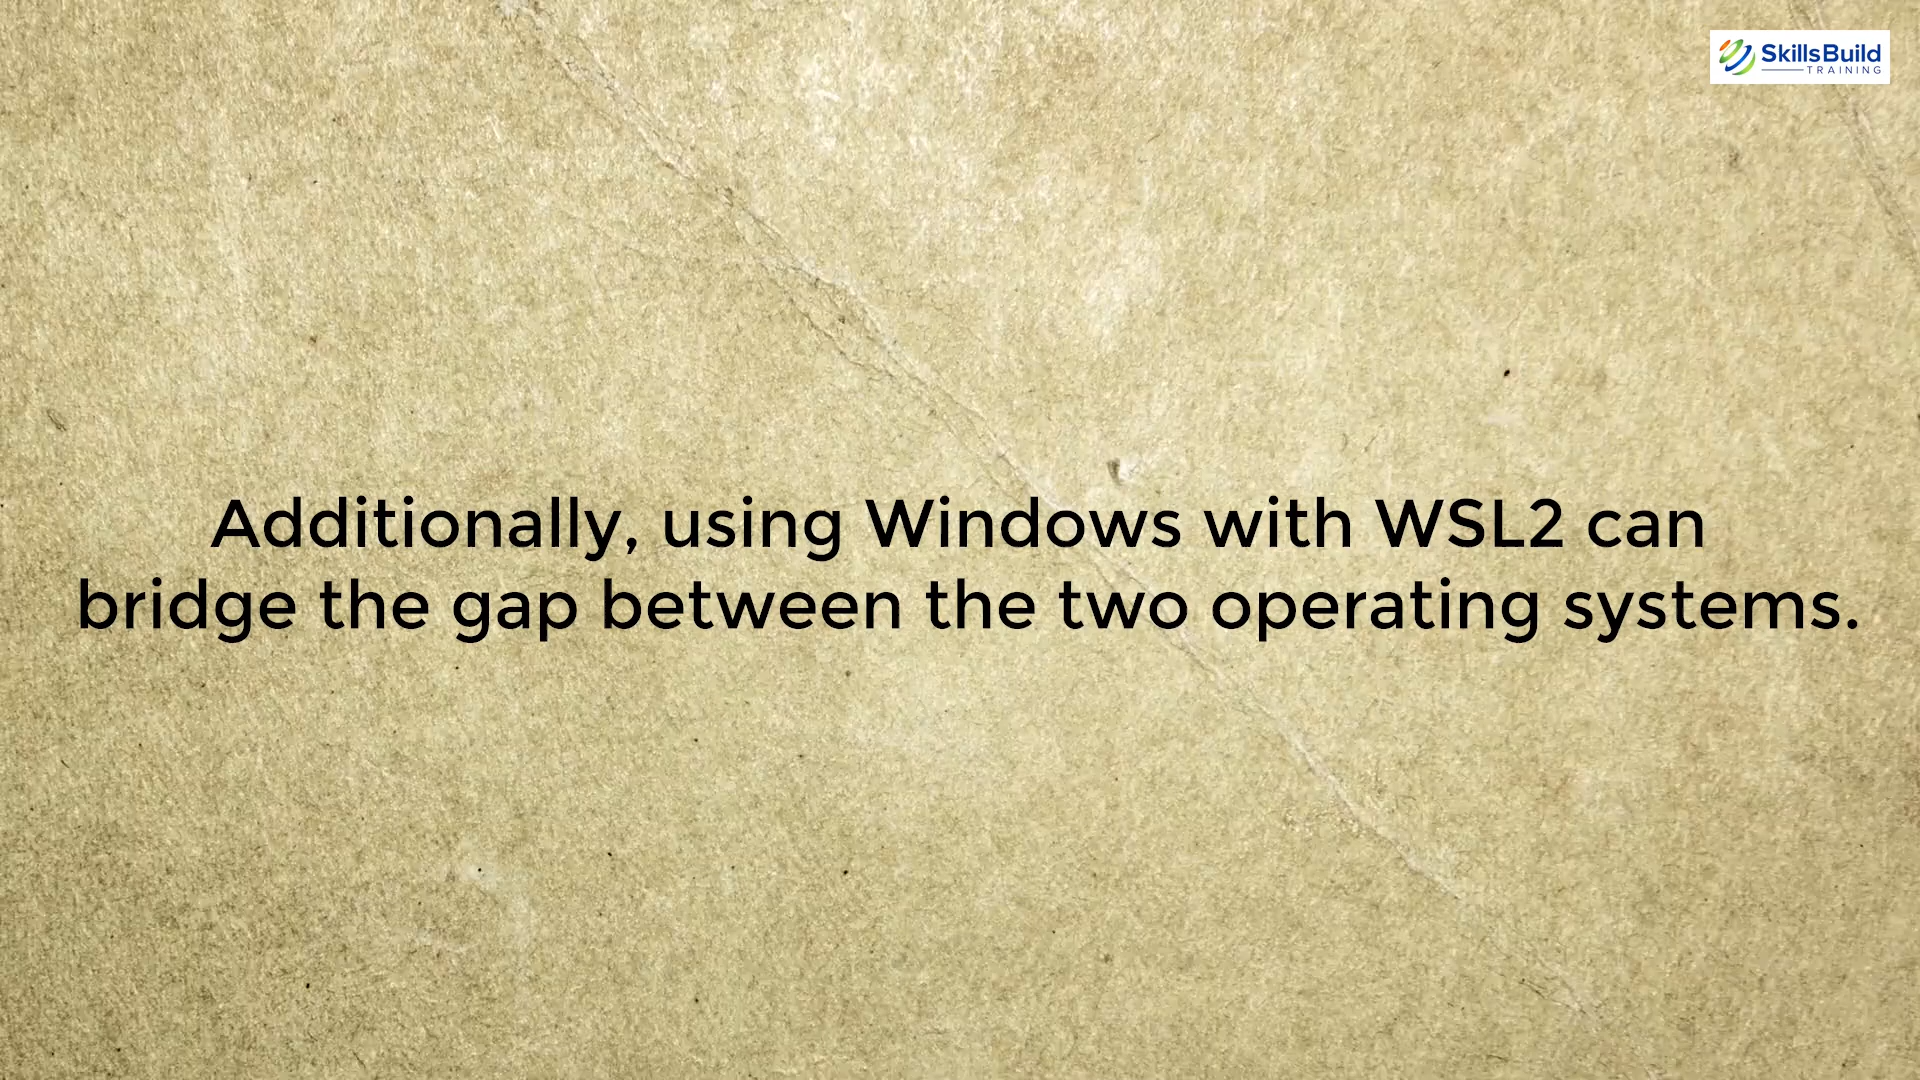 SkillsBuild
TRAINING
Additionally, using Windows with WSL2 can
bridge the gap between the two operating systems.